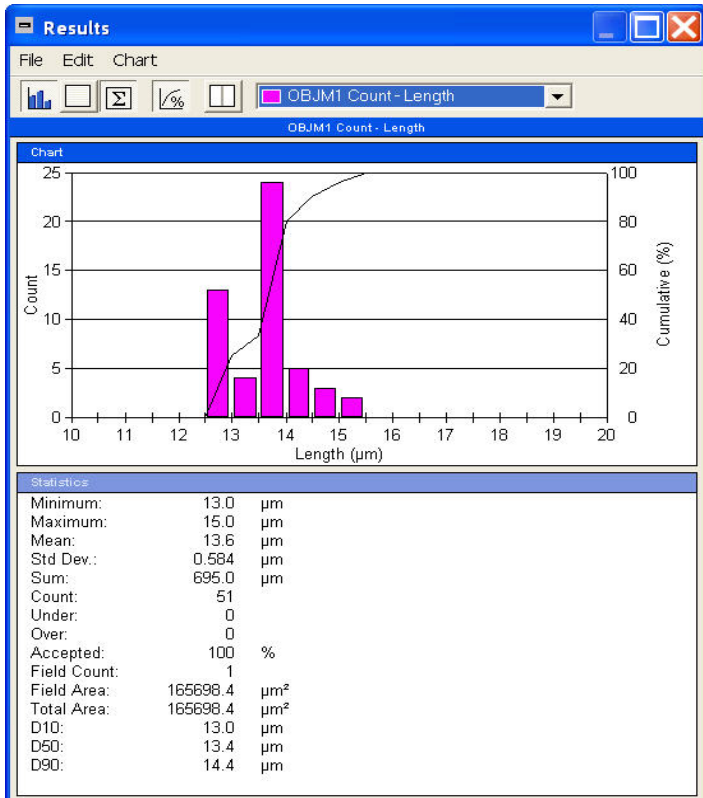 Results
File Edit Chart
Σ % OBJM1 Count - Length
OBJM1 Count - Length
Chart
25 100
20 80
15 60
10 40
5 20
0 0
Count
Cumulative (%)
10 11 12 13 14 15 16 17 18 19 20
Length (µm)
Statistics
Minimum: 13.0 µm
Maximum: 15.0 µm
Mean: 13.6 µm
Std Dev.: 0.584 µm
Sum: 695.0 µm
Count: 51
Under: 0
Over: 0
Accepted: 100 %
Field Count: 1
Field Area: 165698.4 µm²
Total Area: 165698.4 µm²
D10: 13.0 µm
D50: 13.4 µm
D90: 14.4 µm